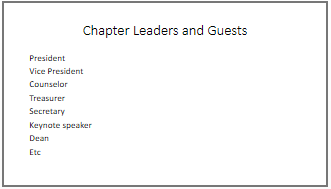 Chapter Leaders and Guests
President
Vice President
Counselor
Treasurer
Secretary
Keynote speaker
Dean
Etc